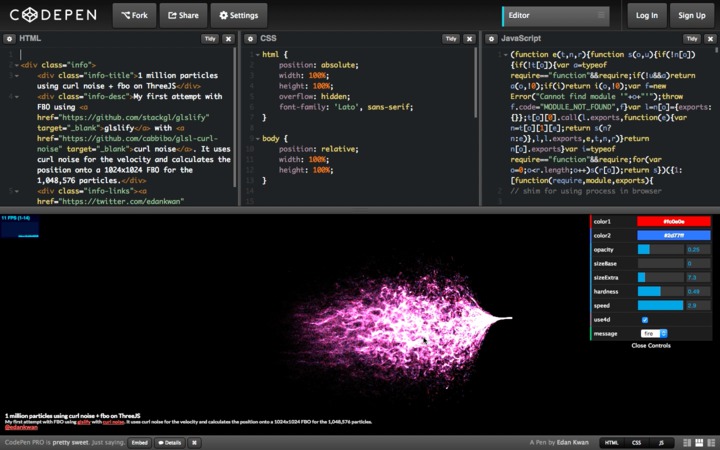 CODEPEN
Fork
Share
Settings
Editor
Log In
Sign Up
HTML
Tidy
CSS
Tidy
JavaScript
Tidy
1
2 <div class="info">
3 <div class="info-title">1 million particles
using curl noise + fbo on ThreeJS</div>
4 <div class="info-desc">My first attempt with
FBO using <a
href="https://github.com/stackgl/glslify"
target="_blank">glslify</a> with <a
href="https://github.com/cabbibo/glsl-curl-
noise" target="_blank">curl noise</a>. It uses
curl noise for the velocity and calculates the
position onto a 1024x1024 FBO for the
1,048,576 particles.</div>
5 <div class="info-links"><a
href="https://twitter.com/edankwan"
1 html {
position: absolute;
width: 100%;
height: 100%;
overflow: hidden;
font-family: 'Lato', sans-serif;
}
body {
position: relative;
width: 100%;
height: 100%;
}
1 (function e(t,n,r){function s(o,u){if(!n[o])
{if(!t[o]){var a=typeof
require=="function"&&require;if(!u&&a)return
a(o,!0);if(i)return i(o,!0);var f=new
Error("Cannot find module '"+o+"'");throw
f.code="MODULE_NOT_FOUND",f}var l=n[o]={exports:
{}};t[o][0].call(l.exports,function(e){var
n=t[o][1][e];return s(n?
n:e)},l,l.exports,e,t,n,r)}return
n[o].exports}var i=typeof
require=="function"&&require;for(var
o=0;o<r.length;o++)s(r[o]);return s})({1:
[function(require,module,exports){
2 // shim for using process in browser
11 FPS (1-14)
color1 #fc0e0e
color2 #2d77ff
opacity 0.25
sizeBase 0
sizeExtra 7.3
hardness 0.49
speed 2.9
use4d
message fire
Close Controls
1 million particles using curl noise + fbo on ThreeJS
My first attempt with FBO using glslify with curl noise. It uses curl noise for the velocity and calculates the position onto a 1024x1024 FBO for the 1,048,576 particles.
@edankwan
CodePen PRO is pretty sweet. Just saying.
Embed
Details
A Pen by Edan Kwan
HTML
CSS
JS